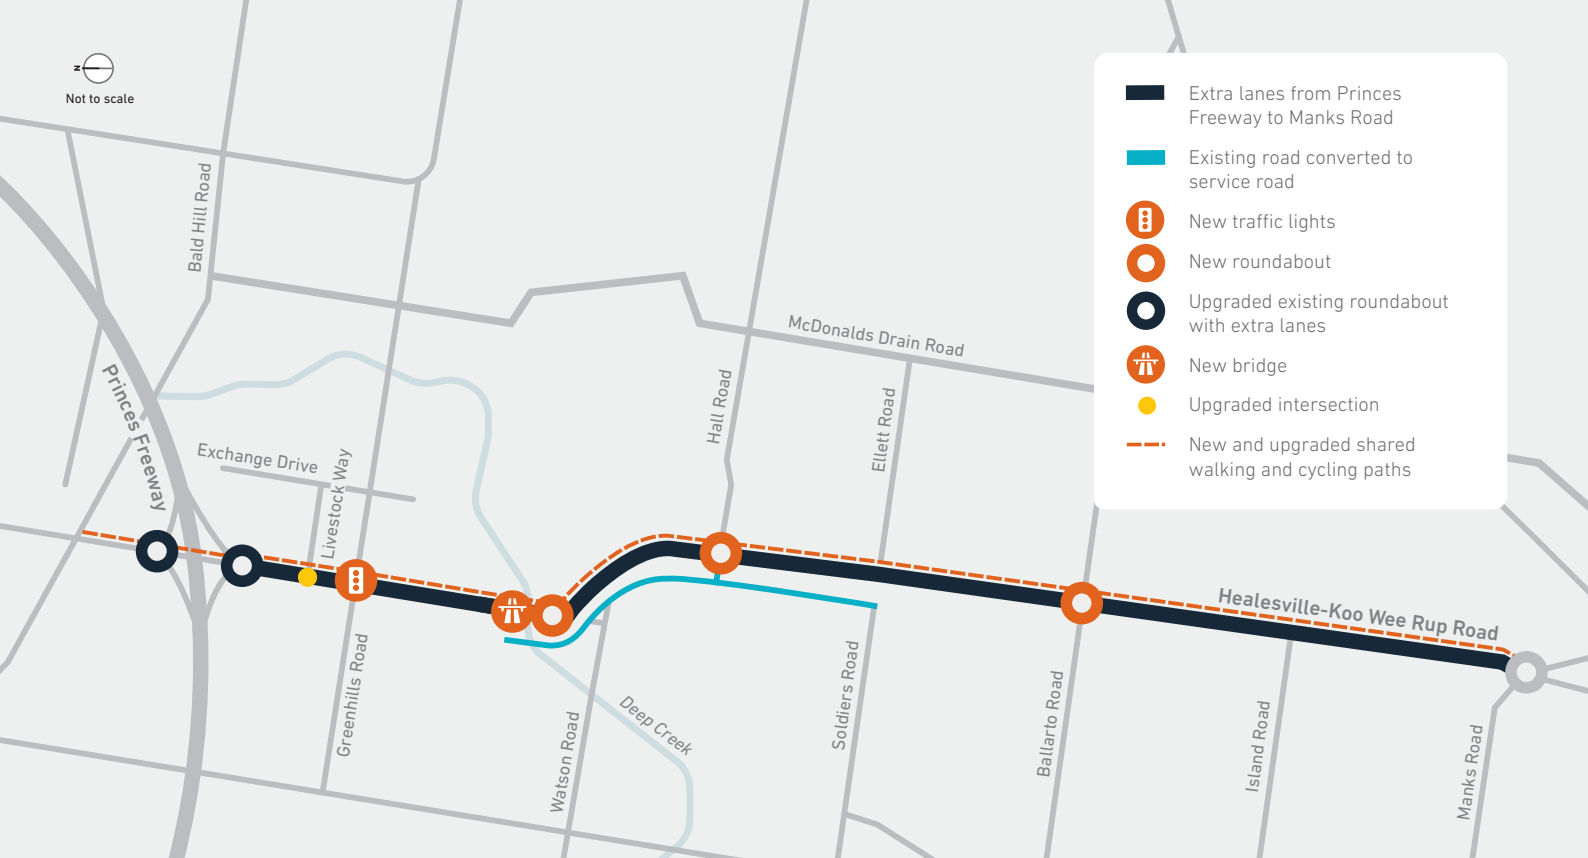 N
Not to scale
Extra lanes from Princes
Freeway to Manks Road
Existing road converted to
service road
New traffic lights
New roundabout
Upgraded existing roundabout
with extra lanes
New bridge
Upgraded intersection
New and upgraded shared
walking and cycling paths
Bald Hill Road
McDonalds Drain Road
Princes Freeway
Exchange Drive
Livestock Way
Hall Road
Ellett Road
Healesville-Koo Wee Rup Road
Greenhills Road
Watson Road
Deep Creek
Soldiers Road
Ballarto Road
Island Road
Manks Road